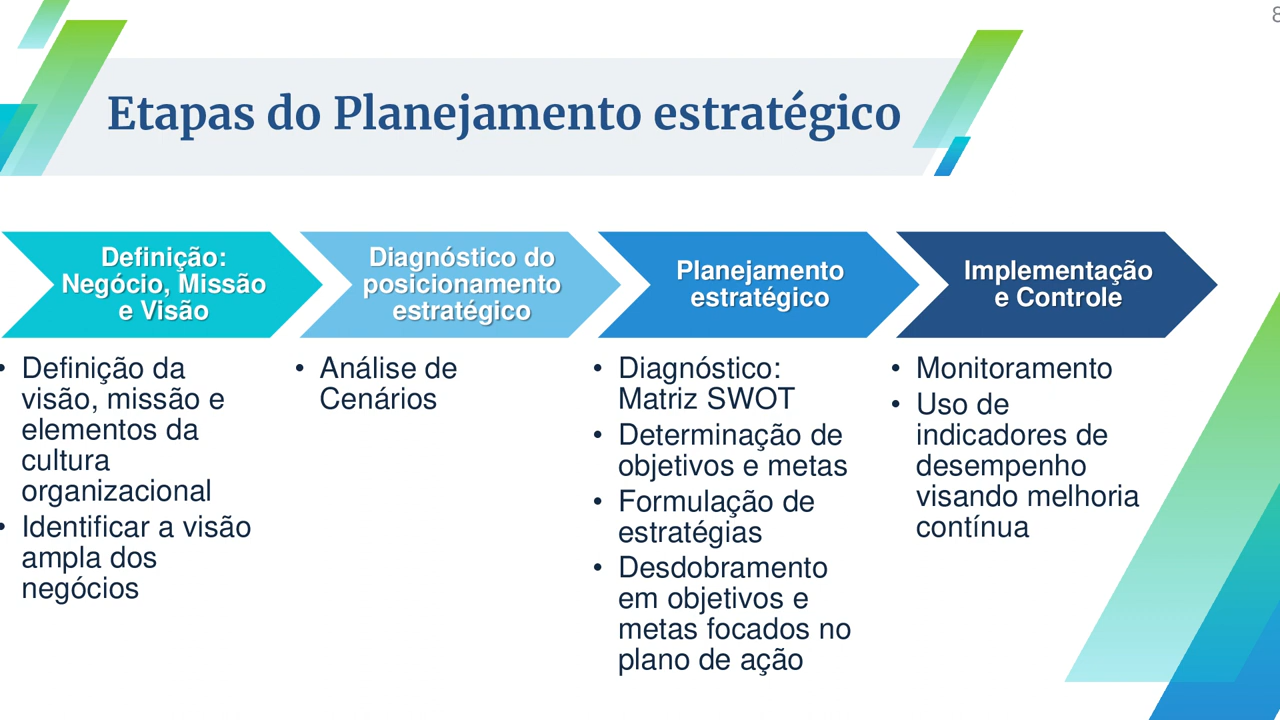 8
Etapas do Planejamento estratégico
Definição:
Negócio, Missão
e Visão
• Definição da
visão, missão e
elementos da
cultura
organizacional
• Identificar a visão
ampla dos
negócios
Diagnóstico do
posicionamento
estratégico
• Análise de
Cenários
Planejamento
estratégico
• Diagnóstico:
Matriz SWOT
• Determinação de
objetivos e metas
• Formulação de
estratégias
• Desdobramento
em objetivos e
metas focados no
plano de ação
Implementação
e Controle
• Monitoramento
• Uso de
indicadores de
desempenho
visando melhoria
contínua